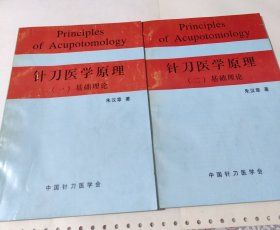 Principles
of Acupotomology
针刀医学原理
(一)基础理论
朱汉章 著
中国针刀医学会
Principles
of Acupotomology
针刀医学原理
(二)基础理论
朱汉章 著
中国针刀医学会